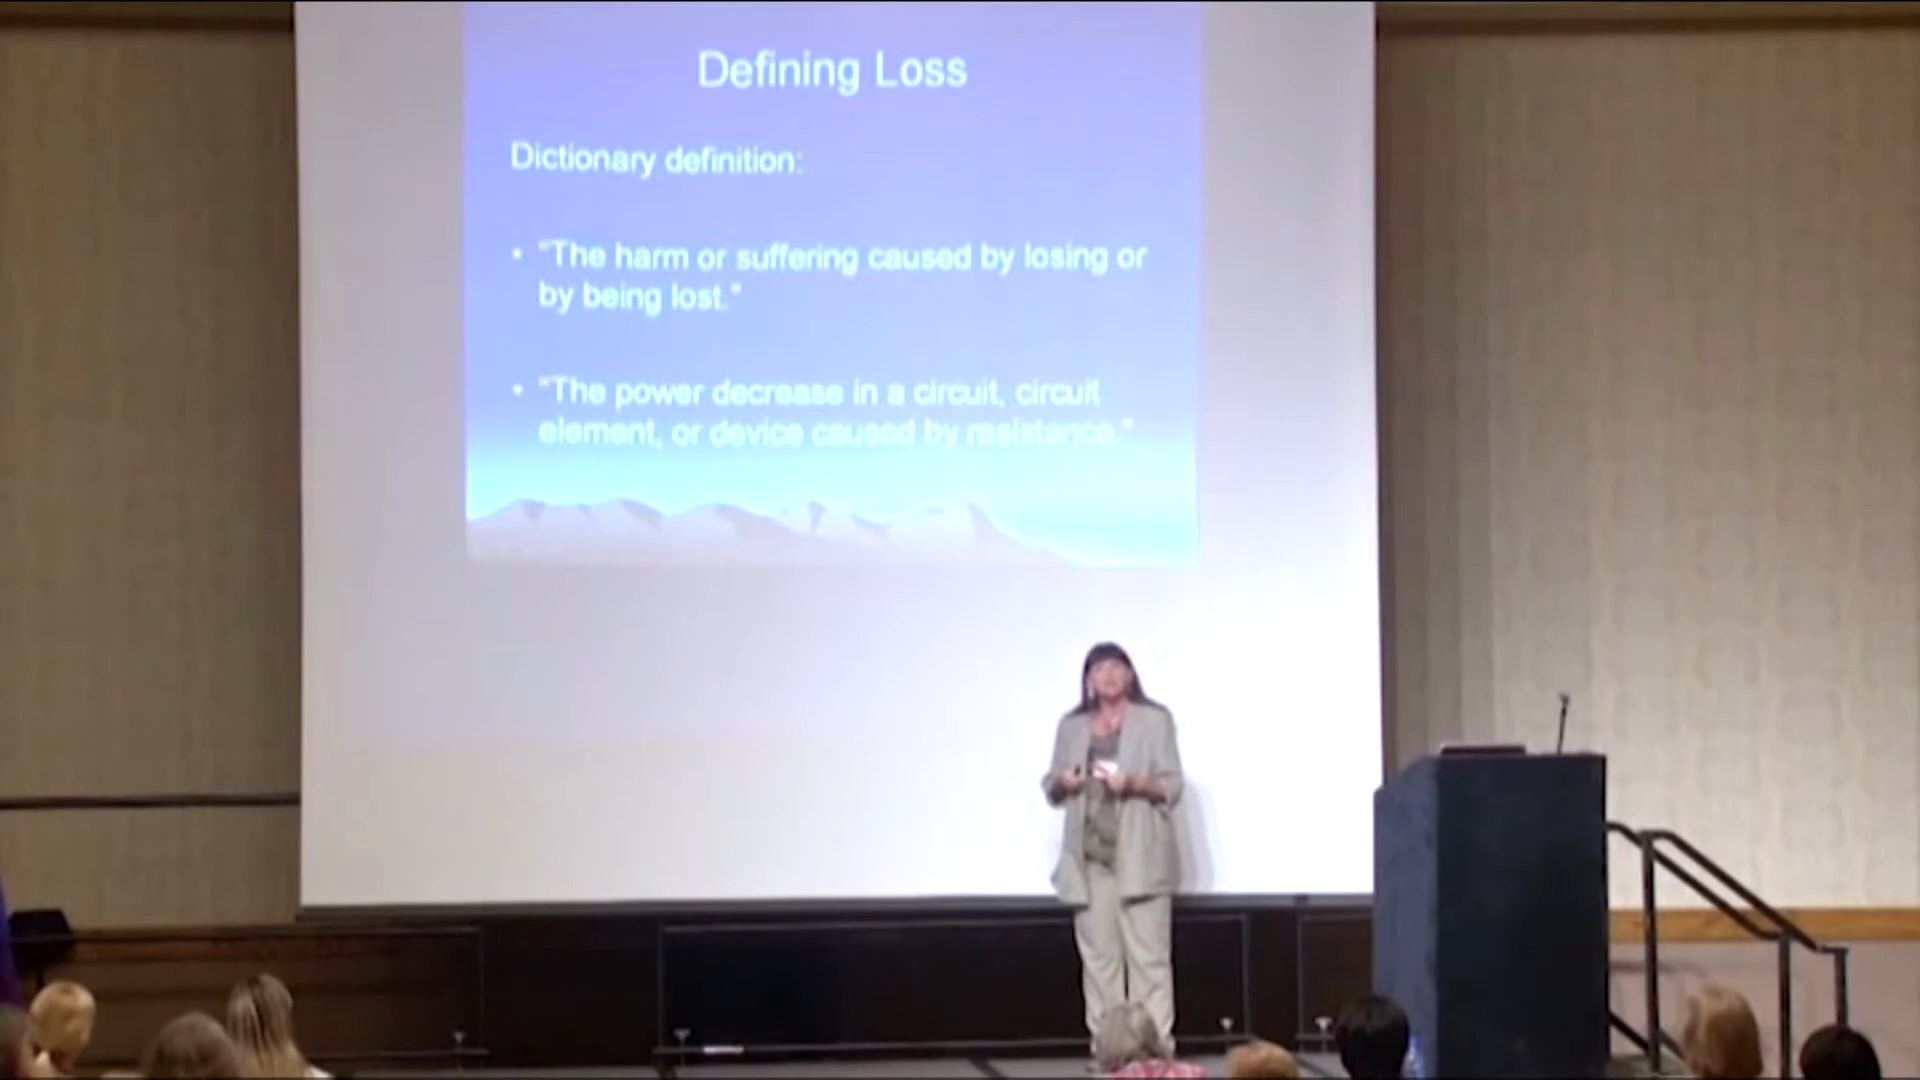 Defining Loss
Dictionary definition:
• "The harm or suffering caused by losing or
by being lost."
• "The power decrease in a circuit, circuit
element, or device caused by resistance."